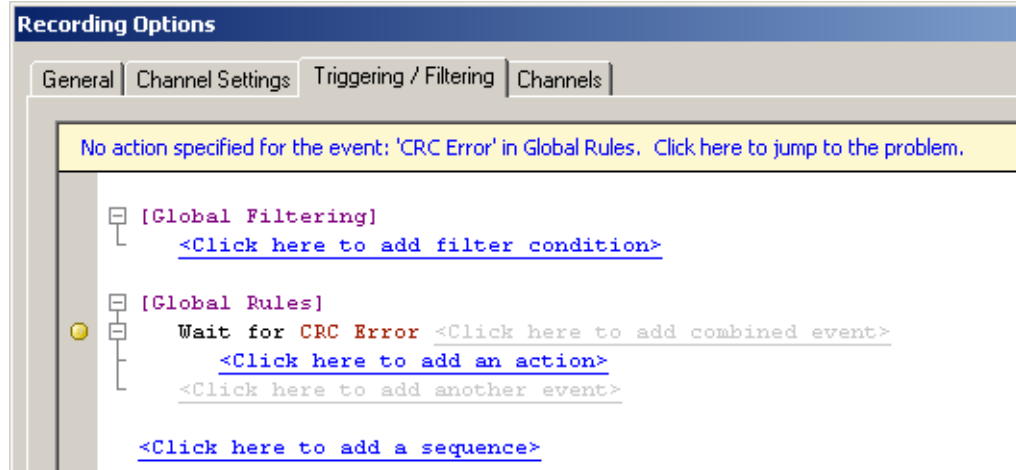 Recording Options
General Channel Settings Triggering / Filtering Channels
No action specified for the event: 'CRC Error' in Global Rules. Click here to jump to the problem.
[Global Filtering]
<Click here to add filter condition>
[Global Rules]
Wait for CRC Error <Click here to add combined event>
<Click here to add an action>
<Click here to add another event>
<Click here to add a sequence>